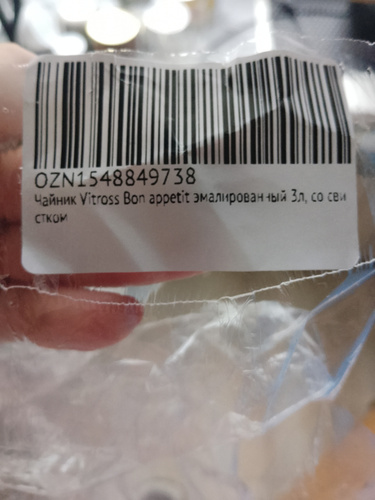 OZN1548849738
Чайник Vitross Bon appetit эмалированный 3л, со сви
стком